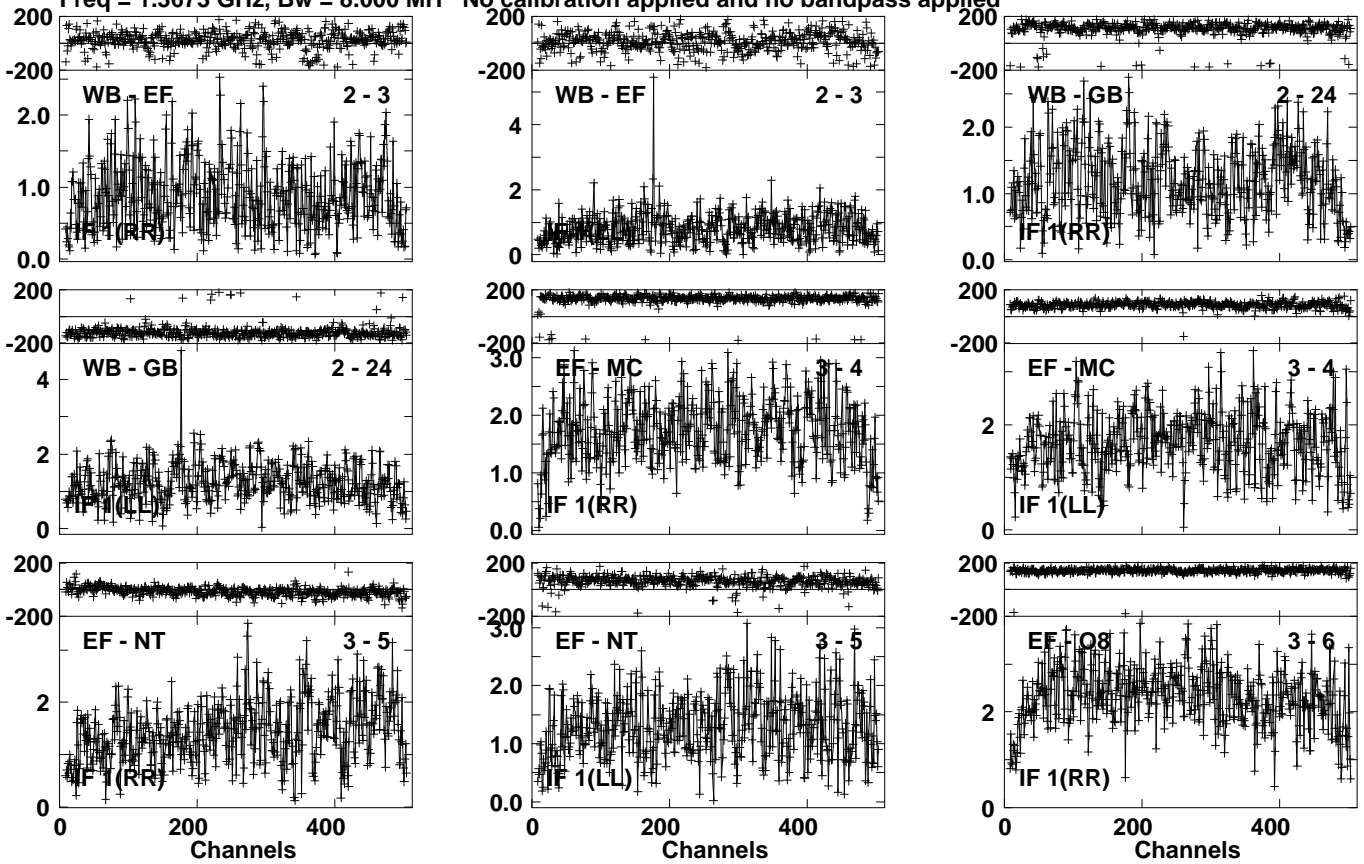 Freq = 1.3673 GHz, Bw = 8.000 MH No calibration applied and no bandpass applied
200
-200
WB - EF 2 - 3
2.0
1.0
IF 1(RR)
0.0
200
-200
WB - EF 2 - 3
4
2
0
200
-200
WB - GB 2 - 24
2.0
1.0
IF 1(RR)
0.0
200
-200
WB - GB 2 - 24
4
2
IF 1(LL)
0
200
-200
3.0
EF - MC 3 - 4
2.0
1.0
IF 1(RR)
0.0
200
-200
EF - MC 3 - 4
2
IF 1(LL)
0
200
-200
EF - NT 3 - 5
2
IF 1(RR)
0
0 200 400
Channels
200
-200
3.0
EF - NT 3 - 5
2.0
1.0
IF 1(LL)
0.0
0 200 400
Channels
200
-200
EF - O8 3 - 6
2
IF 1(RR)
0
0 200 400
Channels